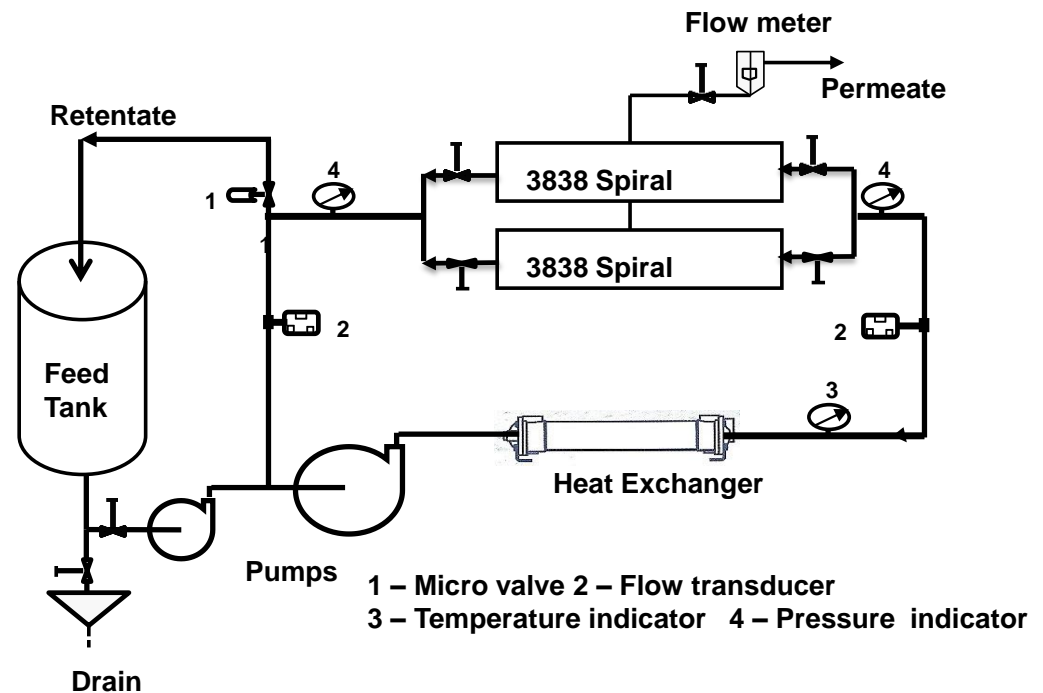 Flow meter
Permeate
Retentate
4
4
3838 Spiral
1
1
3838 Spiral
2
2
Feed
Tank
3
Heat Exchanger
Pumps
1 – Micro valve 2 – Flow transducer
3 – Temperature indicator 4 – Pressure indicator
Drain